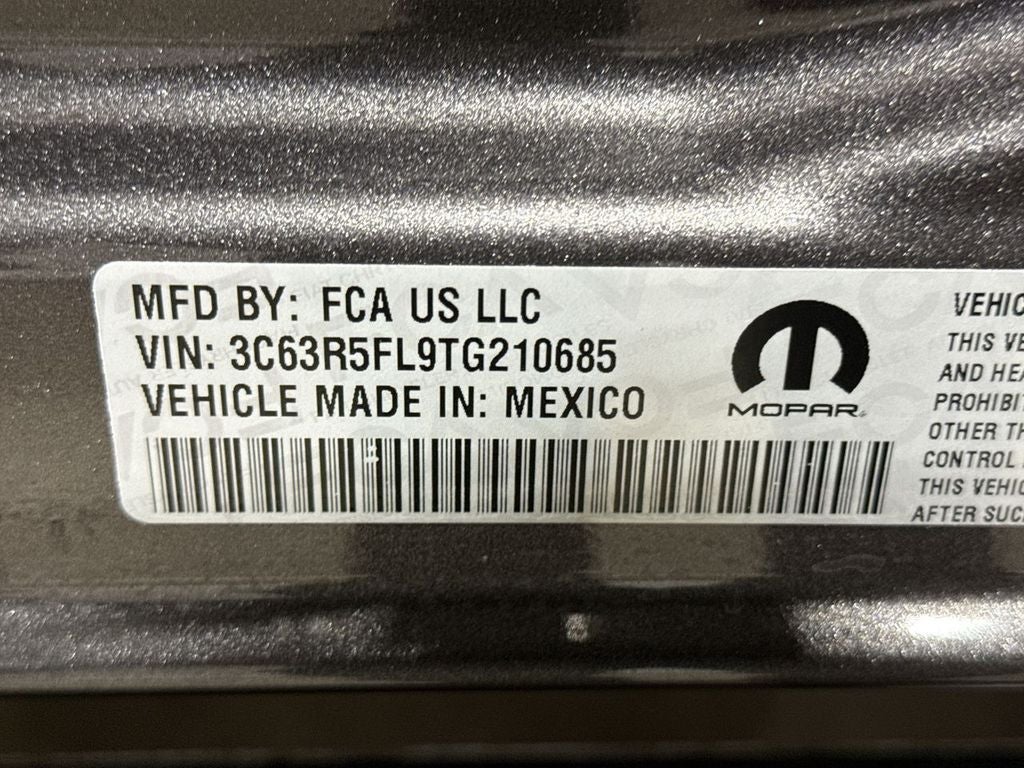 MFD BY: FCA US LLC
VIN: 3C63R5FL9TG210685
VEHICLE MADE IN: MEXICO
MOPAR
VEHIC
THIS VE
AND HEA
PROHIBIT
OTHER TH
CONTROL
THIS VEHIC
AFTER SUC